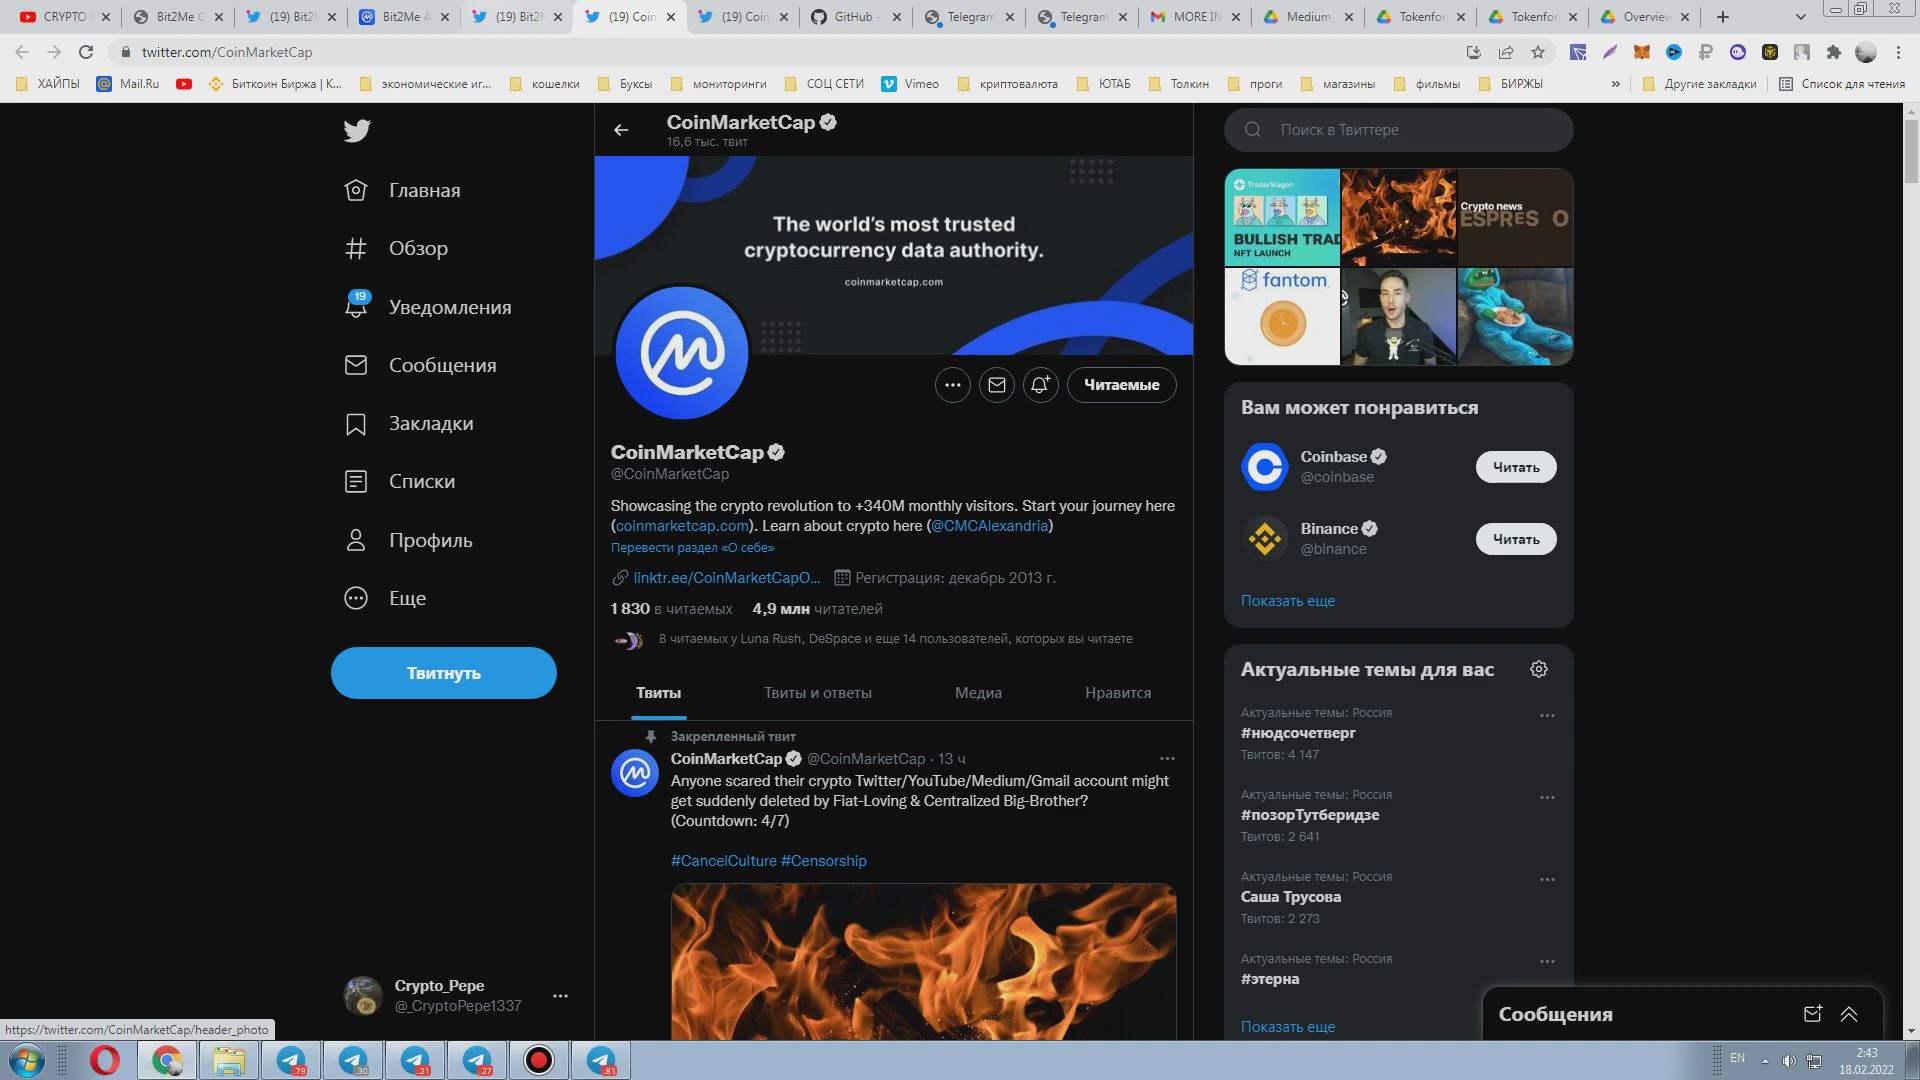 CRYPTO
Bit2Me G
(19) Bit2
Bit2Me A
(19) Bit2
(19) Coin
(19) Coin
GitHub -
Telegram
Telegram
MORE IN
Medium_
Tokenfor
Tokenfor
Overview
twitter.com/CoinMarketCap
ХАЙПЫ
Mail.Ru
Биткоин Биржа | К...
экономические иг...
кошелки
Буксы
мониторинги
СОЦ СЕТИ
Vimeo
криптовалюта
ЮТАБ
Толкин
проги
магазины
фильмы
БИРЖЫ
»
Другие закладки
Список для чтения
Главная
Обзор
19
Уведомления
Сообщения
Закладки
Списки
Профиль
Еще
Твитнуть
Crypto_Pepe
@_CryptoPepe1337
https://twitter.com/CoinMarketCap/header_photo
CoinMarketCap
16,6 тыс. твит
The world's most trusted
cryptocurrency data authority.
coinmarketcap.com
Читаемые
CoinMarketCap
@CoinMarketCap
Showcasing the crypto revolution to +340M monthly visitors. Start your journey here
(coinmarketcap.com). Learn about crypto here (@CMCAlexandria)
Перевести раздел «О себе»
linktr.ee/CoinMarketCapO... Регистрация: декабрь 2013 г.
1 830 в читаемых 4,9 млн читателей
В читаемых у Luna Rush, DeSpace и еще 14 пользователей, которых вы читаете
Твиты
Твиты и ответы
Медиа
Нравится
Закрепленный твит
CoinMarketCap @CoinMarketCap · 13 ч
Anyone scared their crypto Twitter/YouTube/Medium/Gmail account might
get suddenly deleted by Fiat-Loving & Centralized Big-Brother?
(Countdown: 4/7)
#CancelCulture #Censorship
Поиск в Твиттере
TraderWagon
BULLISH TRAD
NFT LAUNCH
Crypto news
ESPRES O
fantom
Вам может понравиться
Coinbase
@coinbase
Читать
Binance
@binance
Читать
Показать еще
Актуальные темы для вас
Актуальные темы: Россия
#нюдсочетверг
Твитов: 4 147
Актуальные темы: Россия
#позорТутберидзе
Твитов: 2 641
Актуальные темы: Россия
Саша Трусова
Твитов: 2 273
Актуальные темы: Россия
#этерна
Показать еще
Сообщения
.79
.30
.21
.27
.85
EN
2:43
18.02.2022